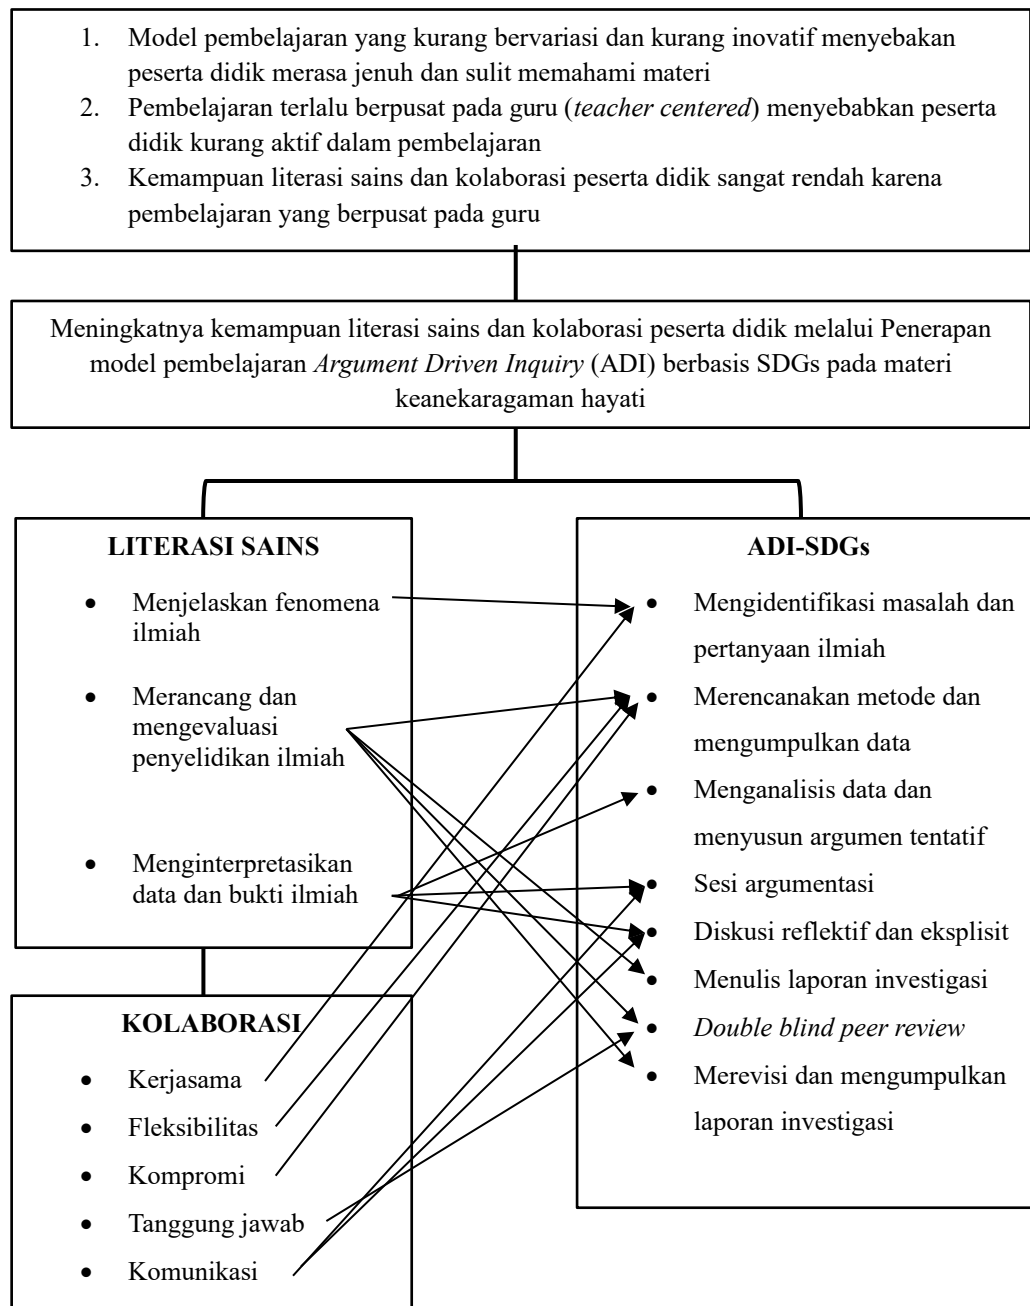 1. Model pembelajaran yang kurang bervariasi dan kurang inovatif menyebakan
peserta didik merasa jenuh dan sulit memahami materi
2. Pembelajaran terlalu berpusat pada guru (teacher centered) menyebabkan peserta
didik kurang aktif dalam pembelajaran
3. Kemampuan literasi sains dan kolaborasi peserta didik sangat rendah karena
pembelajaran yang berpusat pada guru
Meningkatnya kemampuan literasi sains dan kolaborasi peserta didik melalui Penerapan
model pembelajaran Argument Driven Inquiry (ADI) berbasis SDGs pada materi
keanekaragaman hayati
LITERASI SAINS
• Menjelaskan fenomena
ilmiah
• Merancang dan
mengevaluasi
penyelidikan ilmiah
• Menginterpretasikan
data dan bukti ilmiah
KOLABORASI
• Kerjasama
• Fleksibilitas
• Kompromi
• Tanggung jawab
• Komunikasi
ADI-SDGs
• Mengidentifikasi masalah dan
pertanyaan ilmiah
• Merencanakan metode dan
mengumpulkan data
• Menganalisis data dan
menyusun argumen tentatif
• Sesi argumentasi
• Diskusi reflektif dan eksplisit
• Menulis laporan investigasi
• Double blind peer review
• Merevisi dan mengumpulkan
laporan investigasi